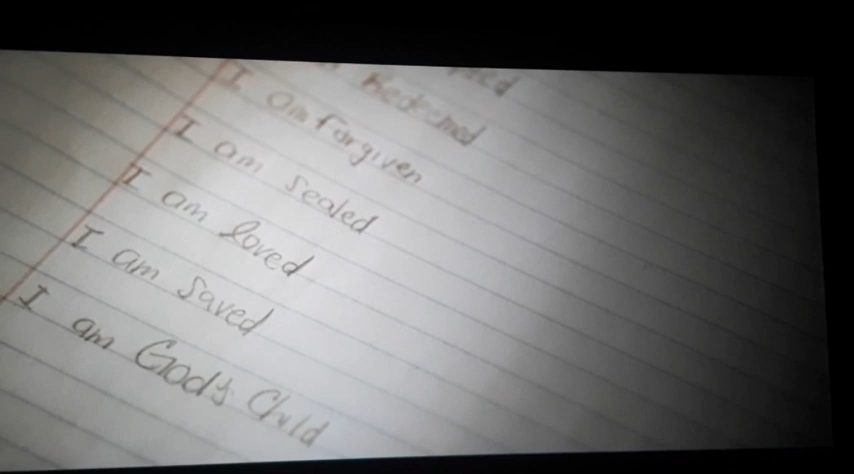 Redeemed
I am forgiven
I am sealed
I am loved
I am saved
I am God's Child